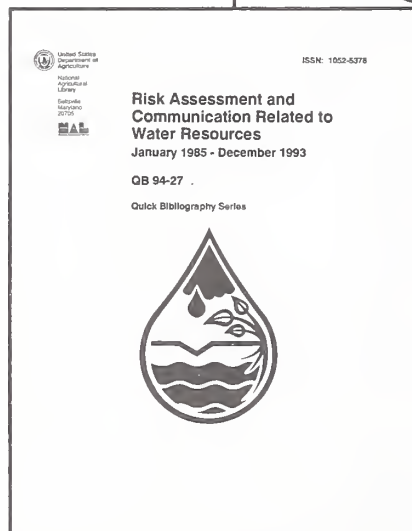 United States
Department of
Agriculture
National
Agricultural
Library
Beltsville
Maryland
20705
NAL
ISSN: 1052-5378
Risk Assessment and
Communication Related to
Water Resources
January 1985 - December 1993
QB 94-27
Quick Bibliography Series